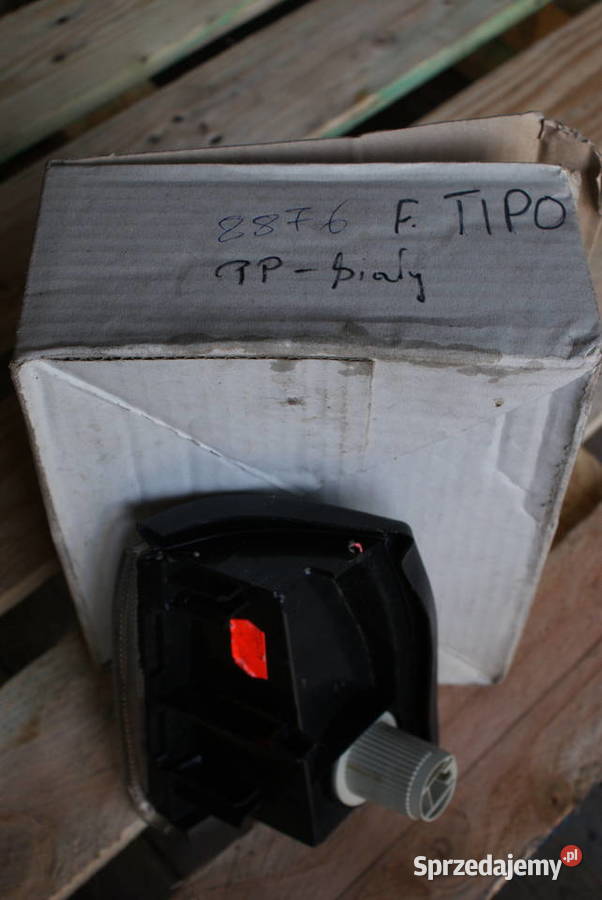 8876 F. TIPO
PP-biały
Sprzedajemy.pl